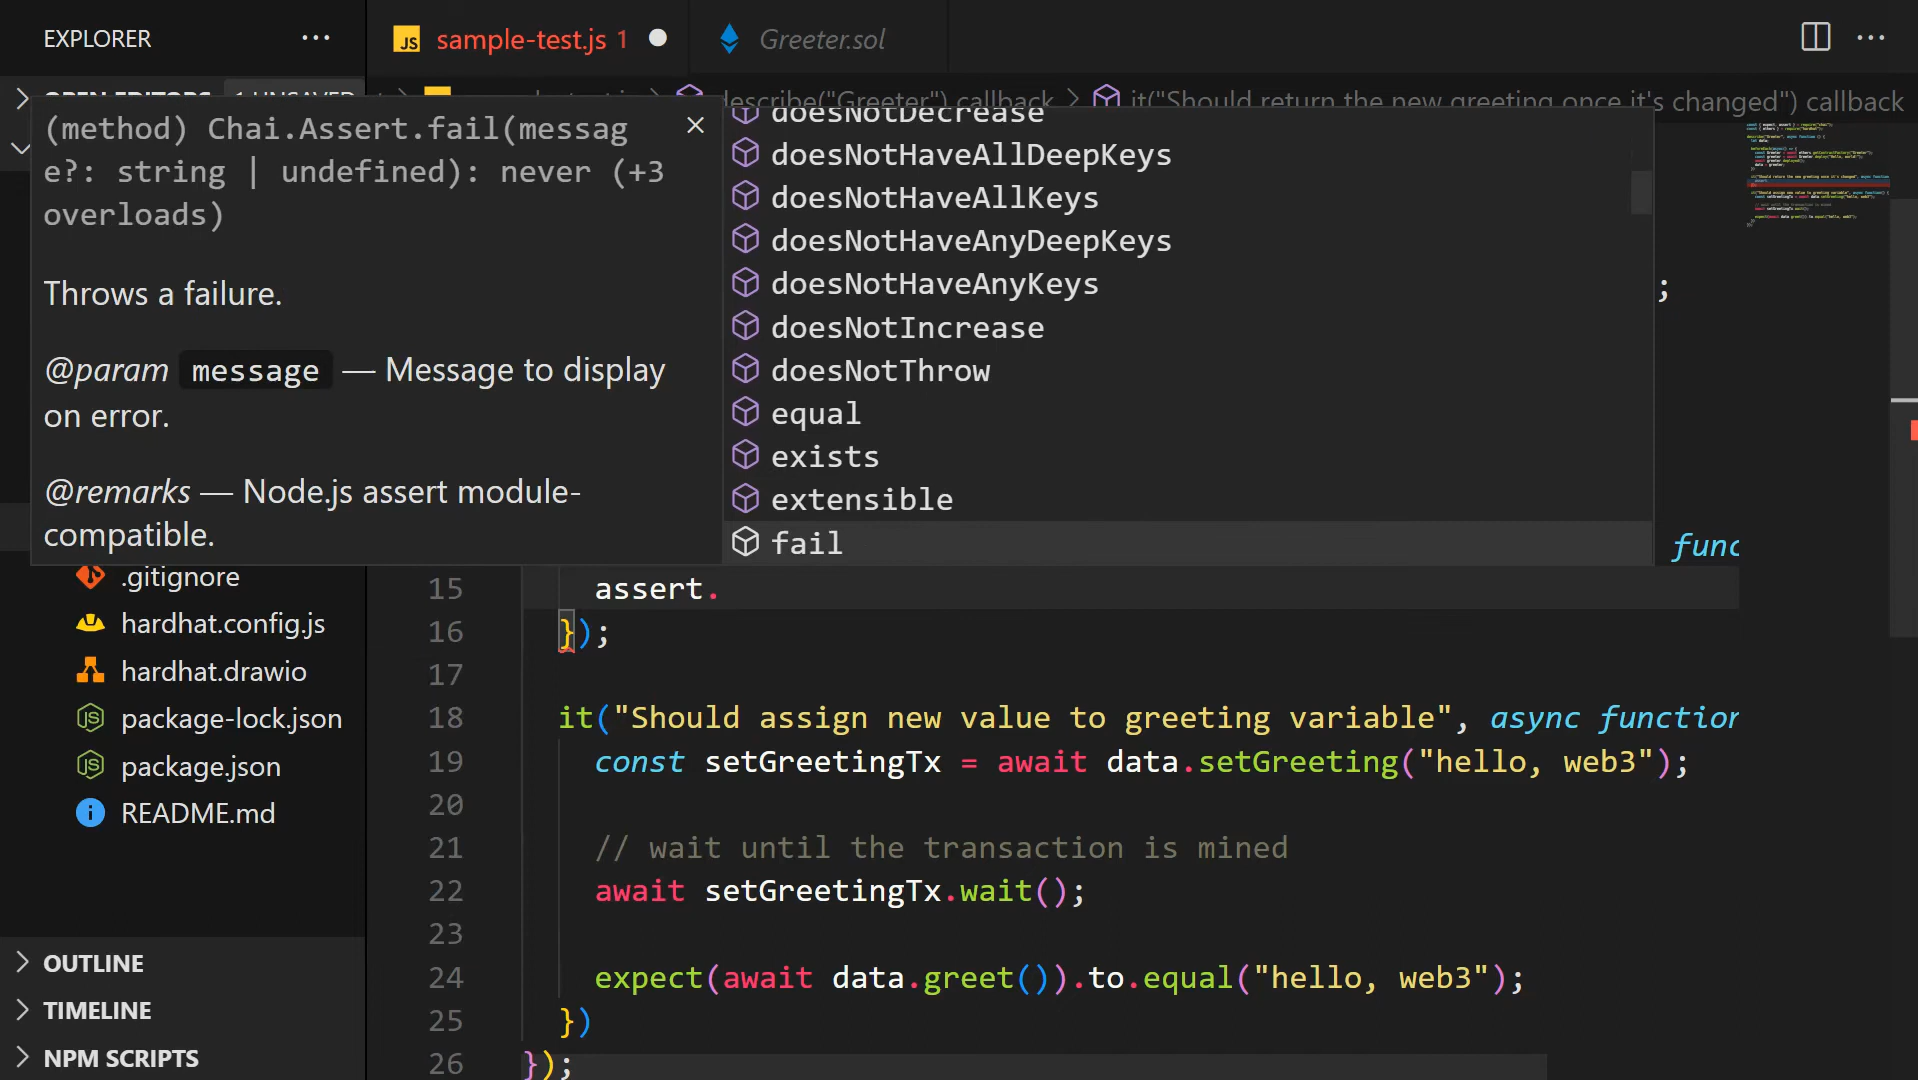 EXPLORER
sample-test.js 1
Greeter.sol
describe("Greeter") callback
it("Should return the new greeting once it's changed") callback
(method) Chai.Assert.fail(messag
e?: string | undefined): never (+3
overloads)
Throws a failure.
@param message — Message to display
on error.
@remarks — Node.js assert module-
compatible.
doesNotDecrease
doesNotHaveAllDeepKeys
doesNotHaveAllKeys
doesNotHaveAnyDeepKeys
doesNotHaveAnyKeys
doesNotIncrease
doesNotThrow
equal
exists
extensible
fail
;
func
.gitignore
hardhat.config.js
hardhat.drawio
package-lock.json
package.json
README.md
OUTLINE
TIMELINE
NPM SCRIPTS
15 assert.
16 });
17
18 it("Should assign new value to greeting variable", async function
19 const setGreetingTx = await data.setGreeting("hello, web3");
20
21 // wait until the transaction is mined
22 await setGreetingTx.wait();
23
24 expect(await data.greet()).to.equal("hello, web3");
25 })
26 });